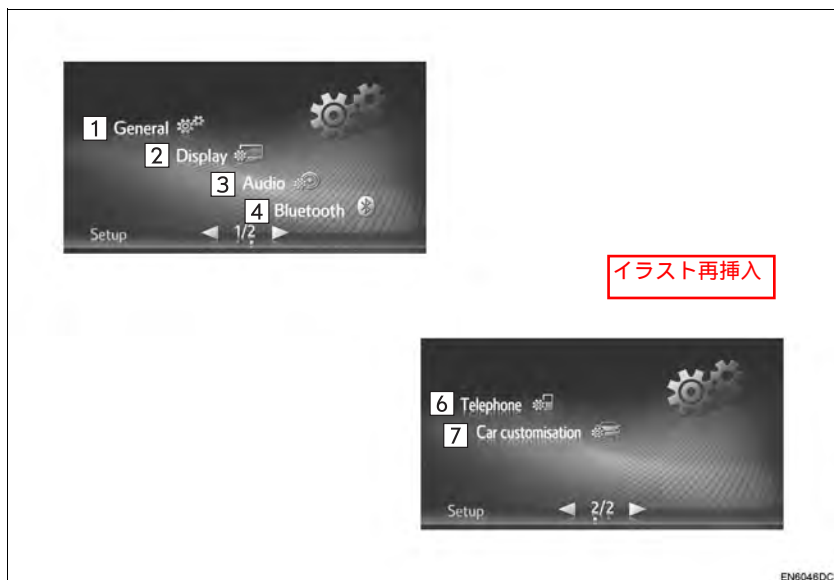 1 General
2 Display
3 Audio
4 Bluetooth
Setup ◀ 1/2 ▶
イラスト再挿入
6 Telephone
7 Car customisation
Setup ◀ 2/2 ▶
EN6046DC